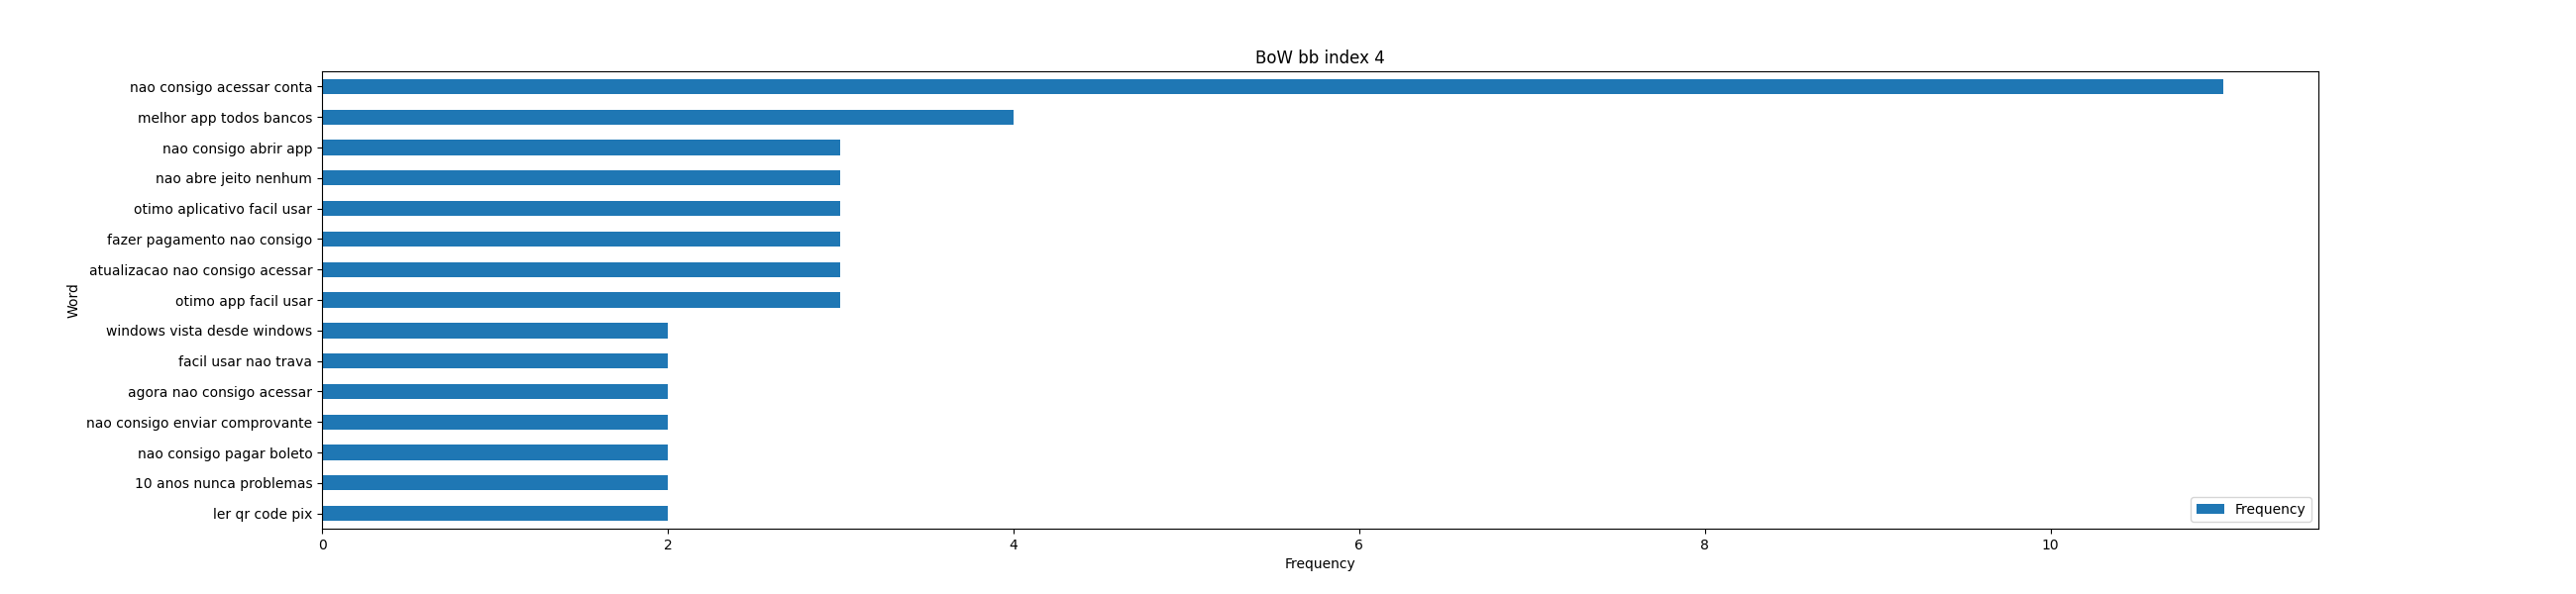 BoW bb index 4
nao consigo acessar conta
melhor app todos bancos
nao consigo abrir app
nao abre jeito nenhum
otimo aplicativo facil usar
fazer pagamento nao consigo
atualizacao nao consigo acessar
otimo app facil usar
windows vista desde windows
facil usar nao trava
agora nao consigo acessar
nao consigo enviar comprovante
nao consigo pagar boleto
10 anos nunca problemas
ler qr code pix
Word
Frequency
0 2 4 6 8 10
Frequency